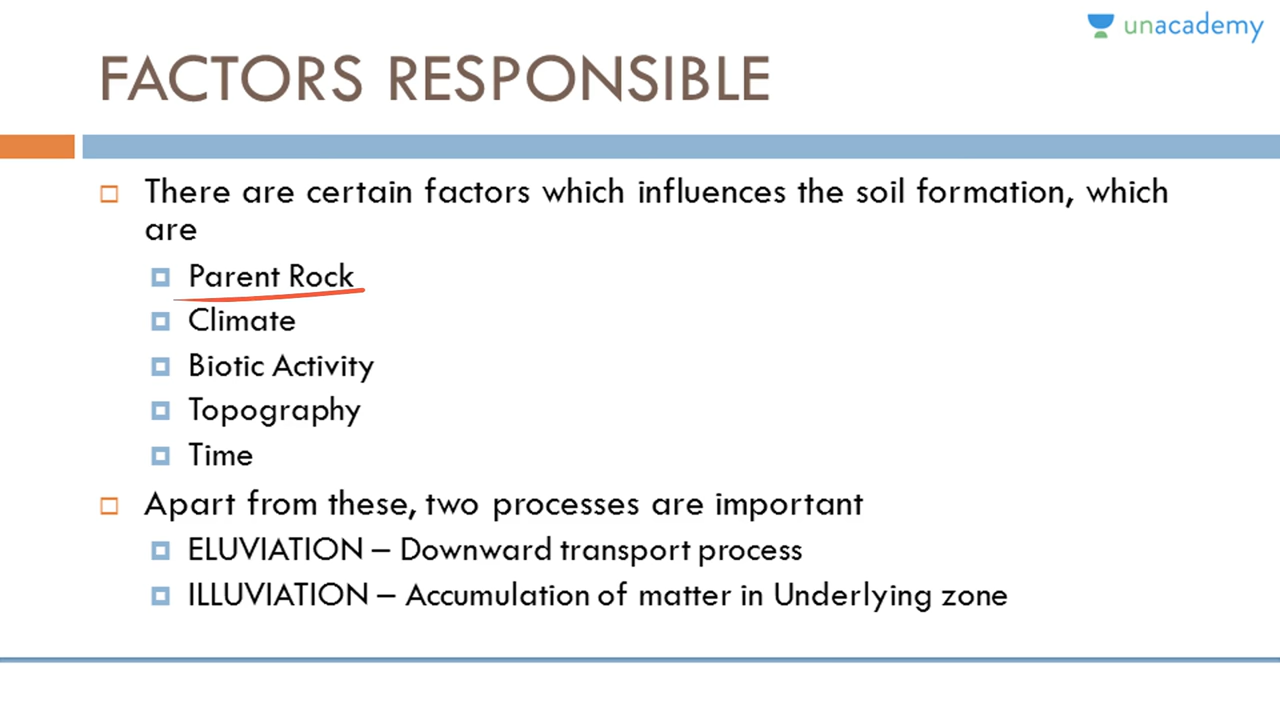 unacademy
FACTORS RESPONSIBLE
There are certain factors which influences the soil formation, which
are
Parent Rock
Climate
Biotic Activity
Topography
Time
Apart from these, two processes are important
ELUVIATION – Downward transport process
ILLUVIATION – Accumulation of matter in Underlying zone